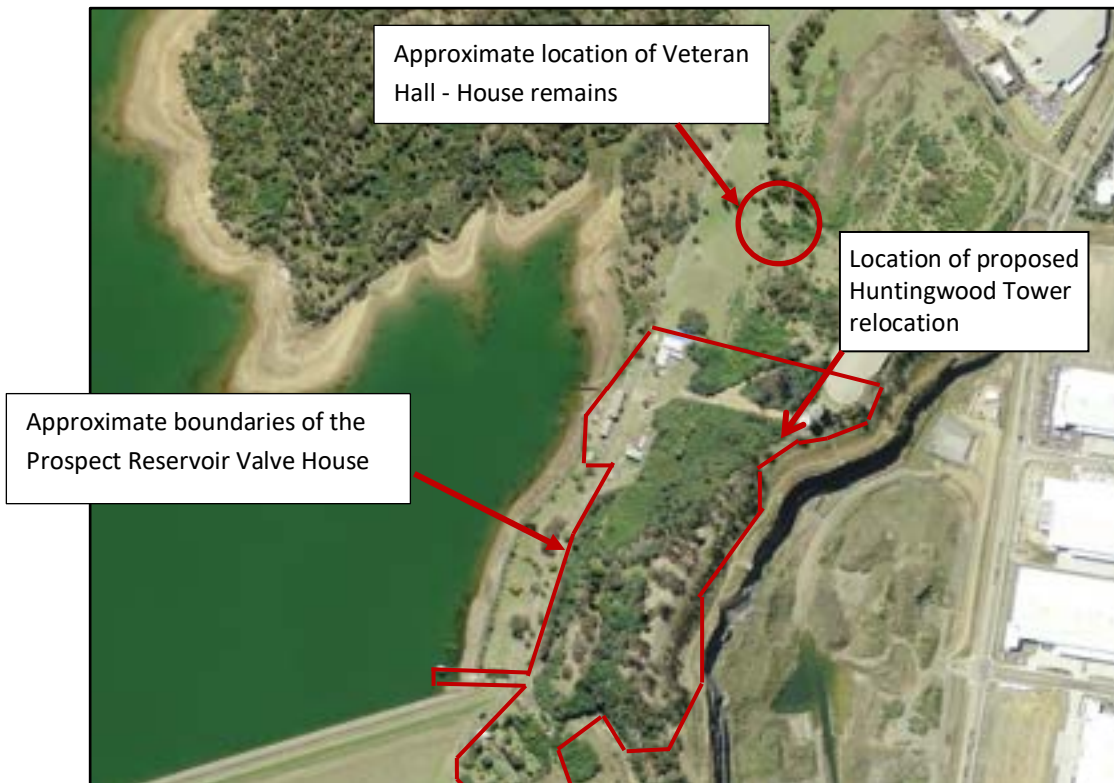 Approximate location of Veteran
Hall - House remains
Location of proposed
Huntingwood Tower
relocation
Approximate boundaries of the
Prospect Reservoir Valve House